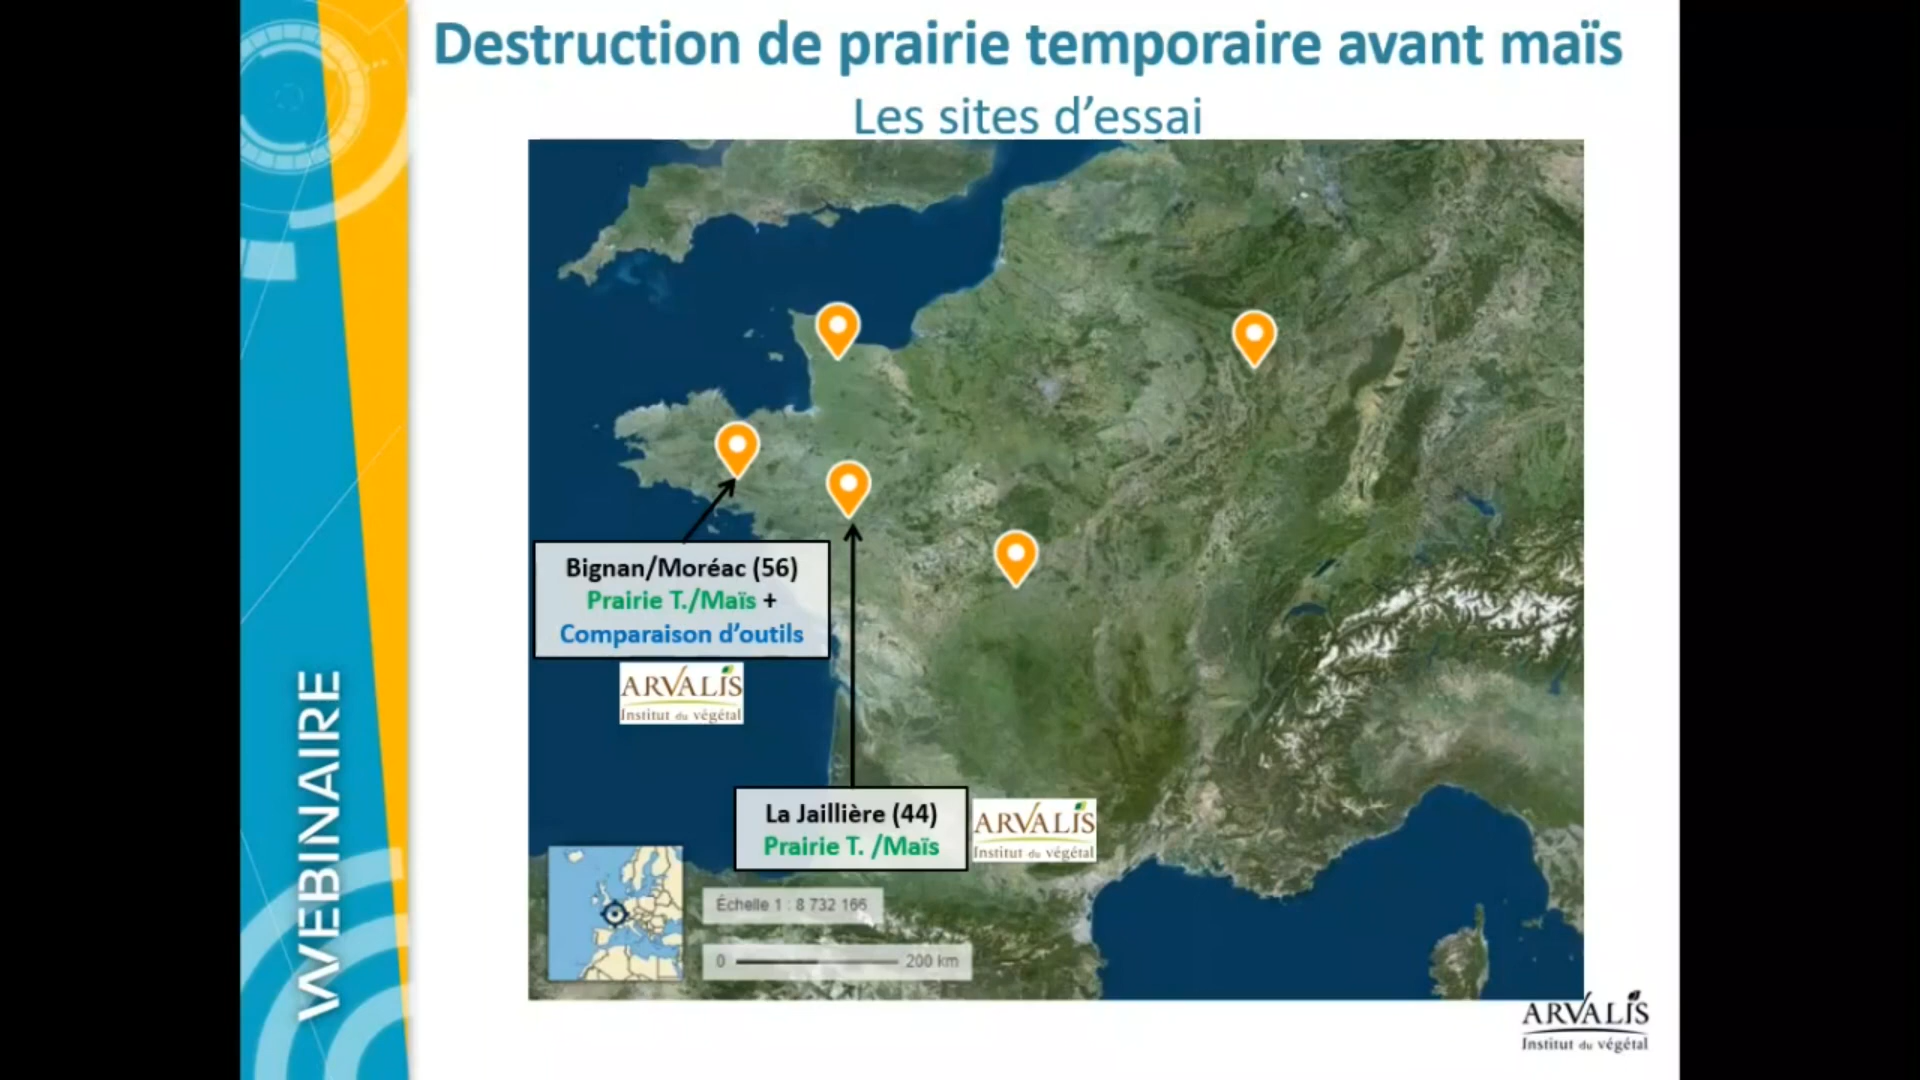 Destruction de prairie temporaire avant maïs
Les sites d'essai
WEBINAIRE
Bignan/Moréac (56)
Prairie T./Maïs +
Comparaison d'outils
ARVALIS
Institut du végétal
La Jaillière (44)
Prairie T. /Maïs
ARVALIS
Institut du végétal
Échelle 1 : 8 732 166
0 200 km
ARVALIS
Institut du végétal